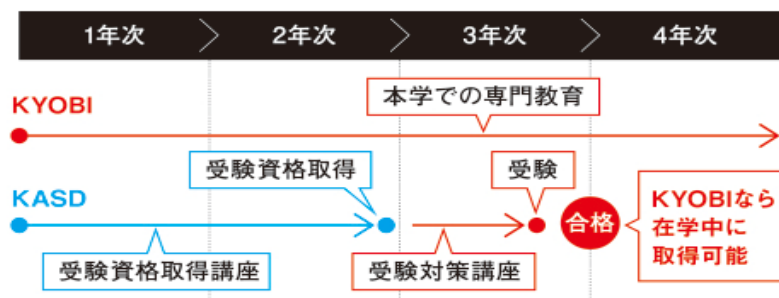 1年次
2年次
3年次
4年次
本学での専門教育
KYOBI
受験資格取得
受験
KASD
合格
KYOBIなら
在学中に
取得可能
受験資格取得講座
受験対策講座